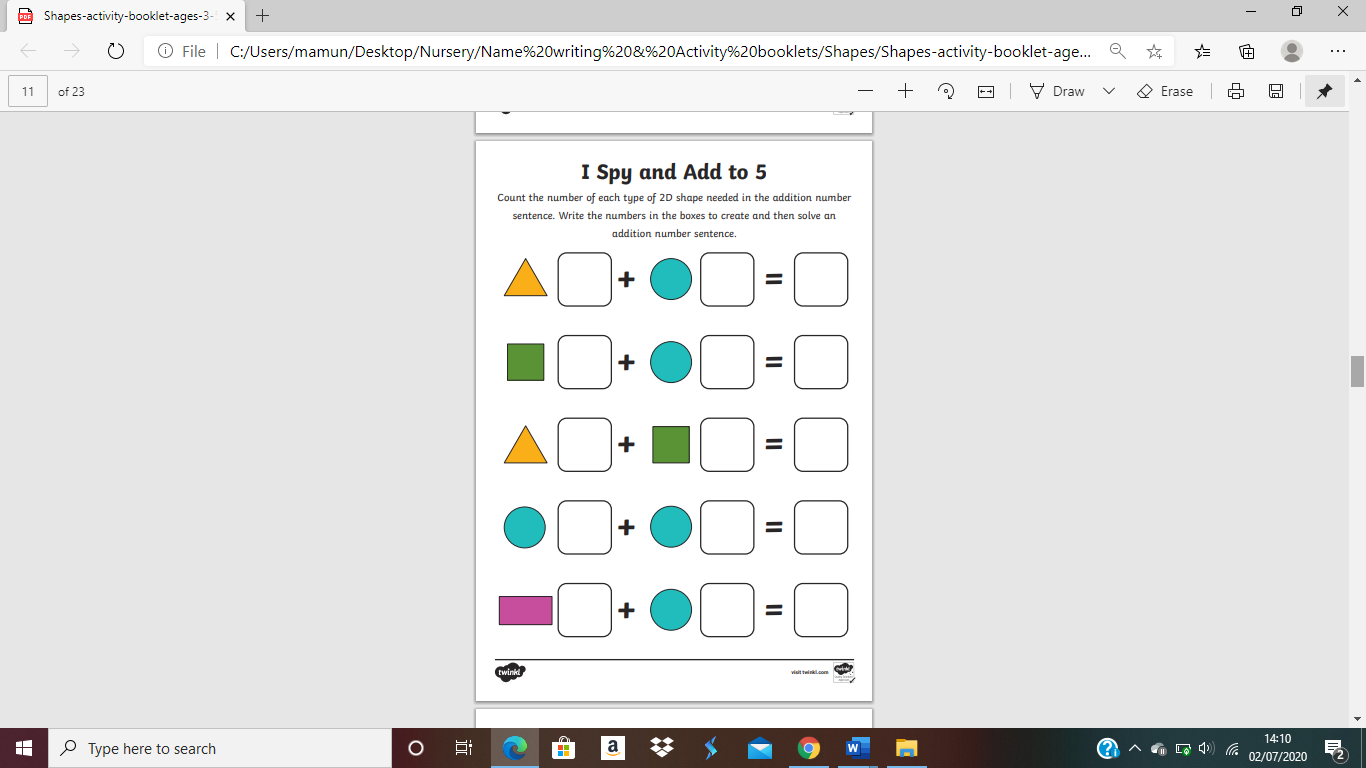 Shapes-activity-booklet-ages-3-
File
C:/Users/mamun/Desktop/Nursery/Name%20writing%20&%20Activity%20booklets/Shapes/Shapes-activity-booklet-age...
11
of 23
Draw
Erase
I Spy and Add to 5
Count the number of each type of 2D shape needed in the addition number
sentence. Write the numbers in the boxes to create and then solve an
addition number sentence.
+ =
+ =
+ =
+ =
+ =
twinkl
visit twinkl.com
twinkl
Type here to search
14:10
02/07/2020
2